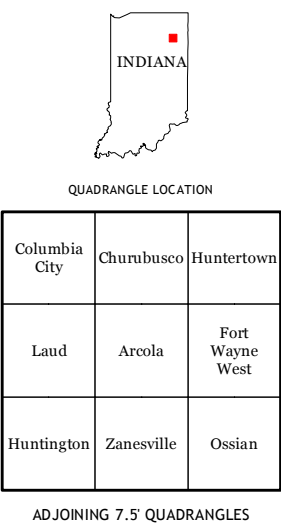 INDIANA
QUADRANGLE LOCATION
Columbia
City
Churubusco
Huntertown
Laud
Arcola
Fort
Wayne
West
Huntington
Zanesville
Ossian
ADJOINING 7.5' QUADRANGLES